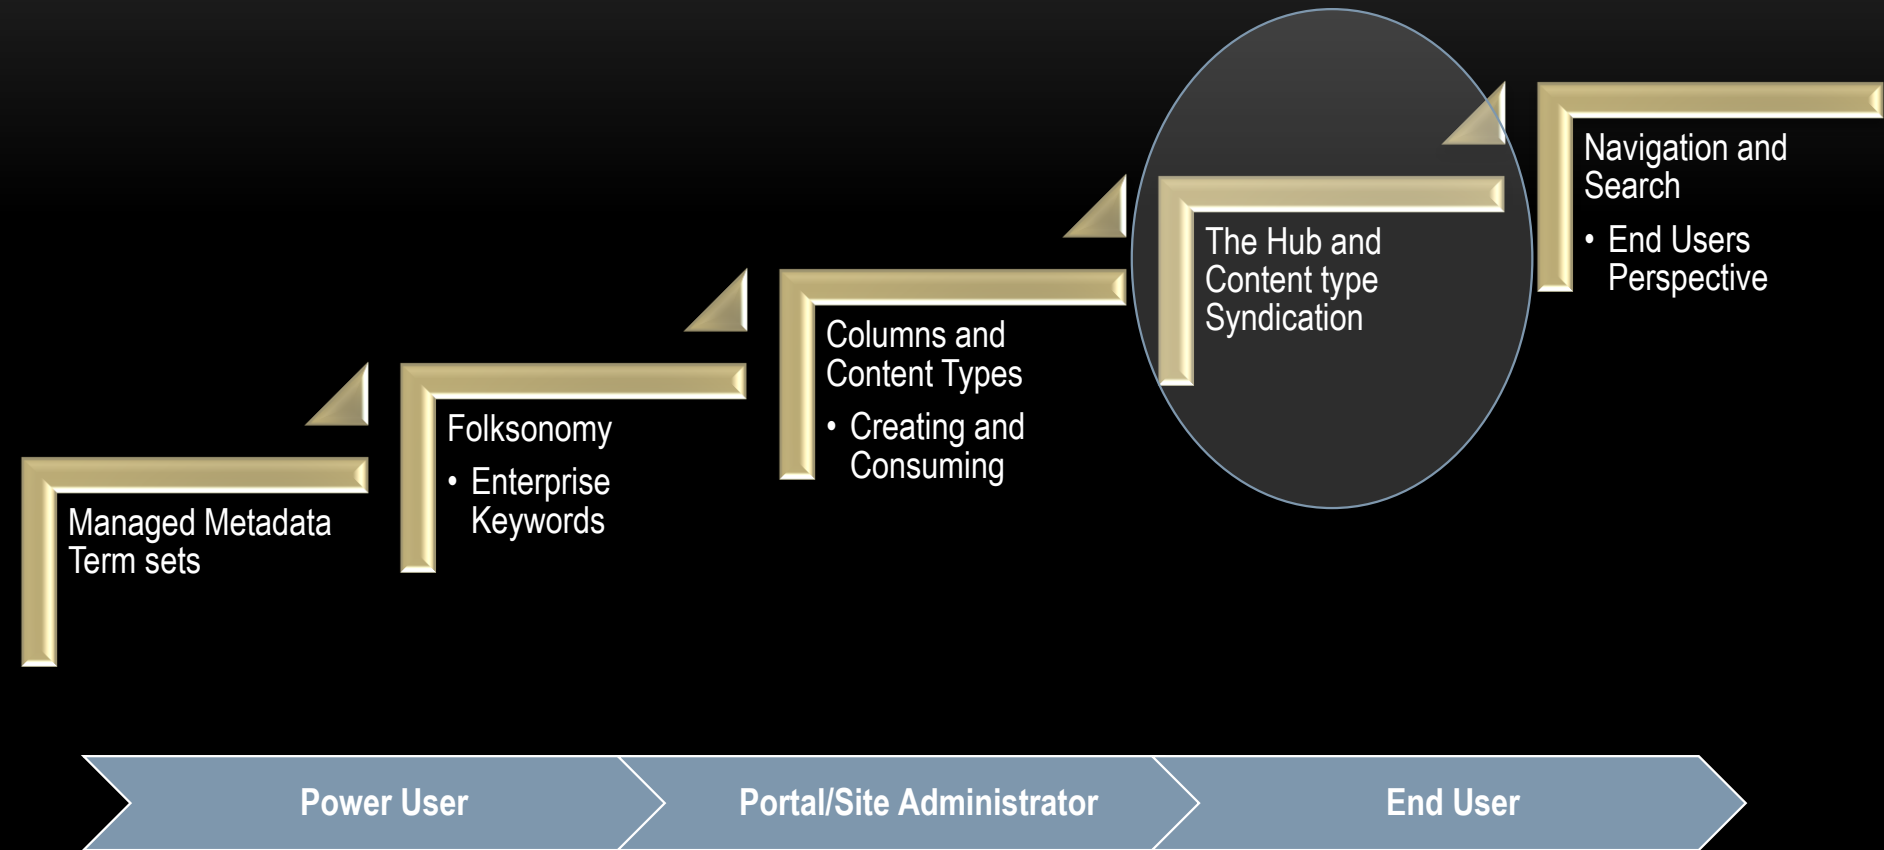 Managed Metadata
Term sets
Folksonomy
• Enterprise
Keywords
Columns and
Content Types
• Creating and
Consuming
The Hub and
Content type
Syndication
Navigation and
Search
• End Users
Perspective
Power User
Portal/Site Administrator
End User